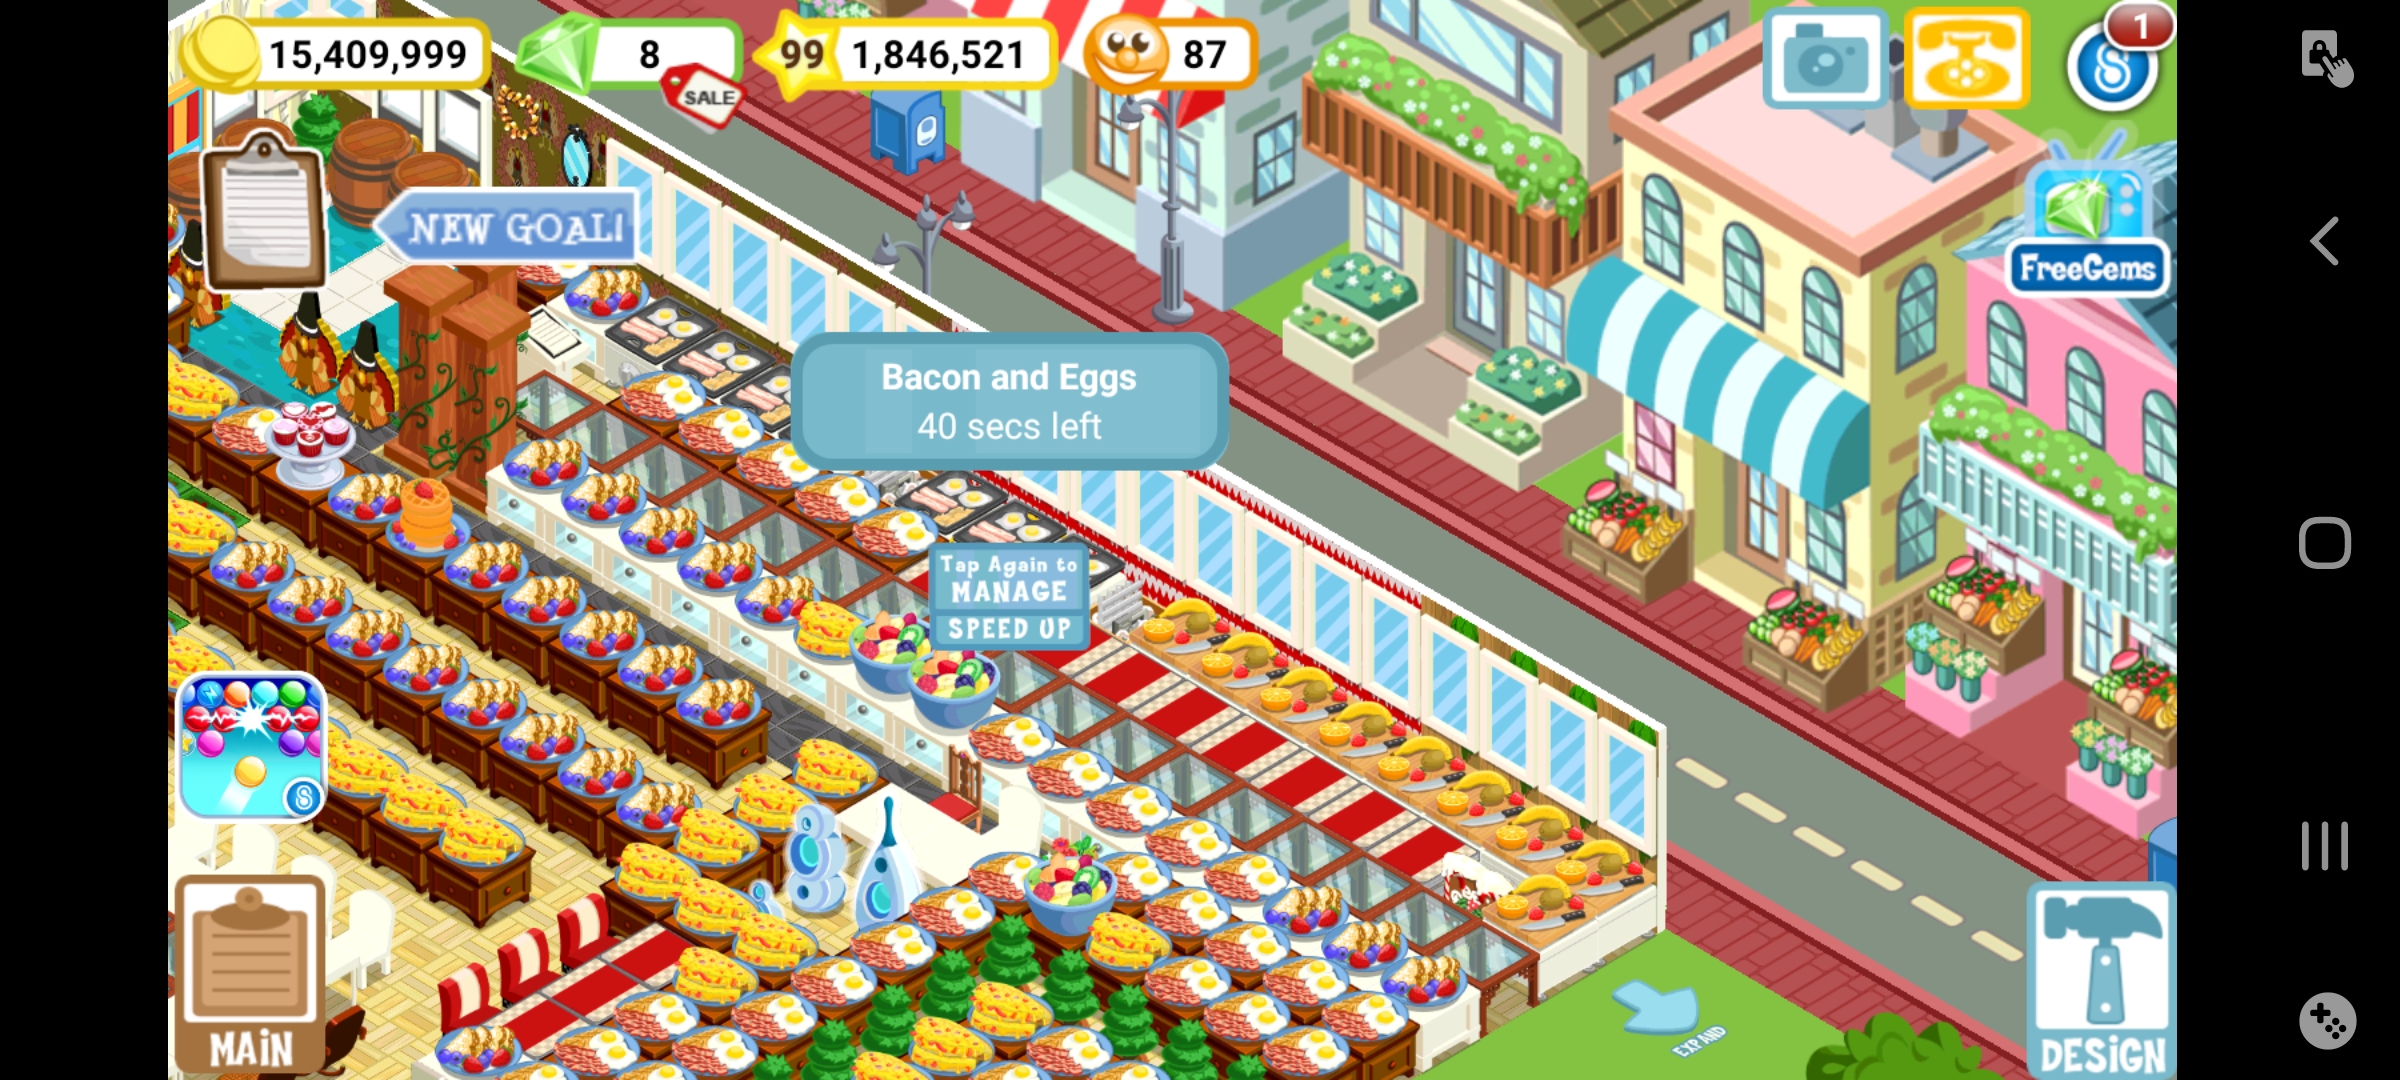 15,409,999
8
SALE
99
1,846,521
87
1
NEW GOAL!
FreeGems
Bacon and Eggs
40 secs left
Tap Again to
MANAGE
SPEED UP
MAIN
EXPAND
DESIGN